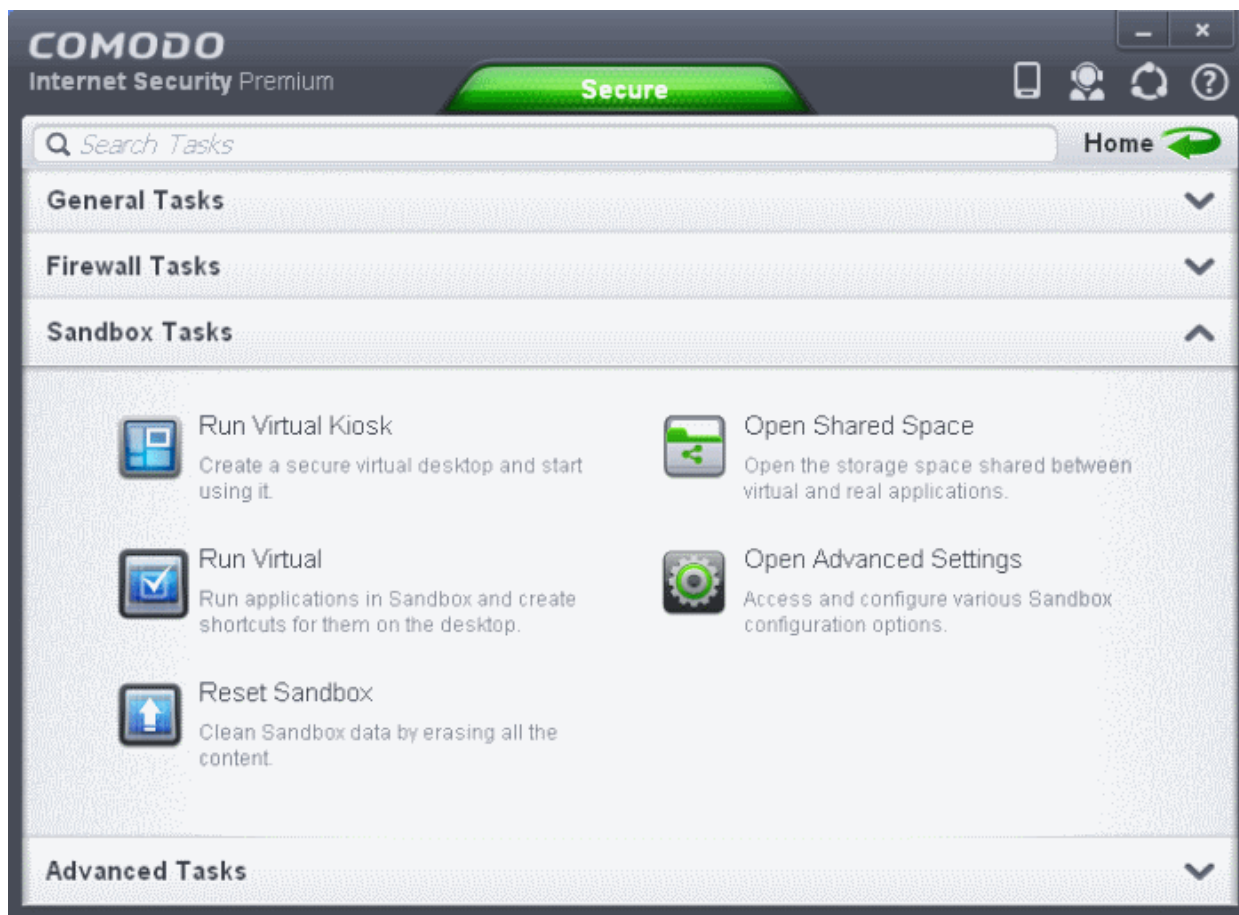 COMODO
Internet Security Premium
Secure
Search Tasks
Home
General Tasks
Firewall Tasks
Sandbox Tasks
Run Virtual Kiosk
Create a secure virtual desktop and start
using it.
Open Shared Space
Open the storage space shared between
virtual and real applications.
Run Virtual
Run applications in Sandbox and create
shortcuts for them on the desktop.
Open Advanced Settings
Access and configure various Sandbox
configuration options.
Reset Sandbox
Clean Sandbox data by erasing all the
content.
Advanced Tasks